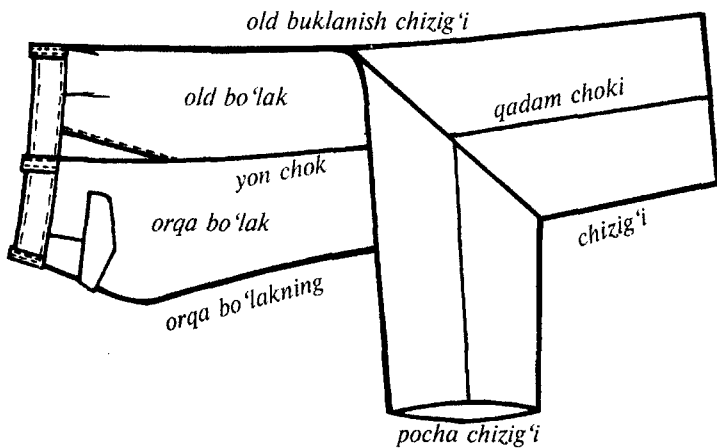 old buklanish chizig‘i
old bo‘lak
qadam choki
yon chok
orqa bo‘lak
chizig‘i
orqa bo‘lakning
pocha chizig‘i